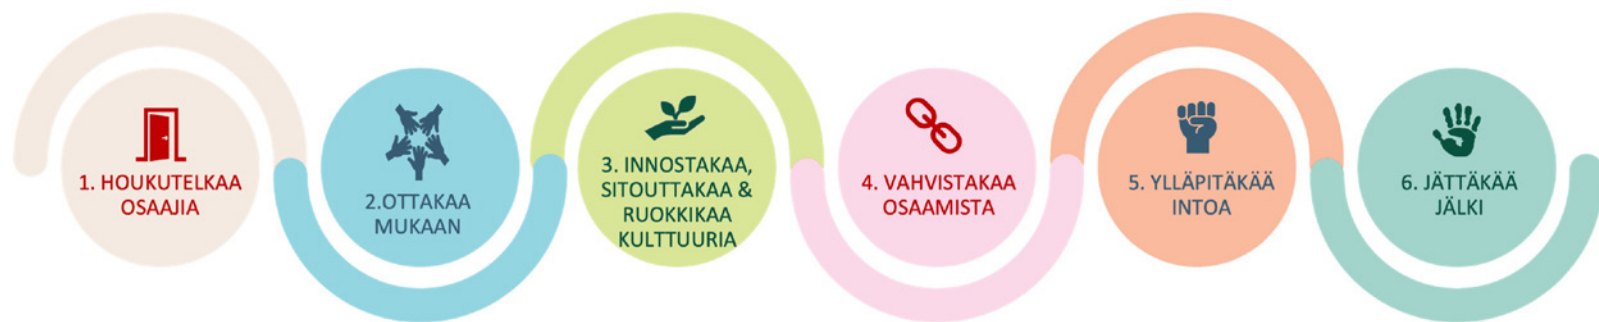 1. HOUKUTELKAA
OSAAJIA
2.OTTAKAA
MUKAAN
3. INNOSTAKAA,
SITOUTTAKAA &
RUOKKIKAA
KULTTUURIA
4. VAHVISTAKAA
OSAAMISTA
5. YLLÄPITÄKÄÄ
INTOA
6. JÄTTÄKÄÄ
JÄLKI